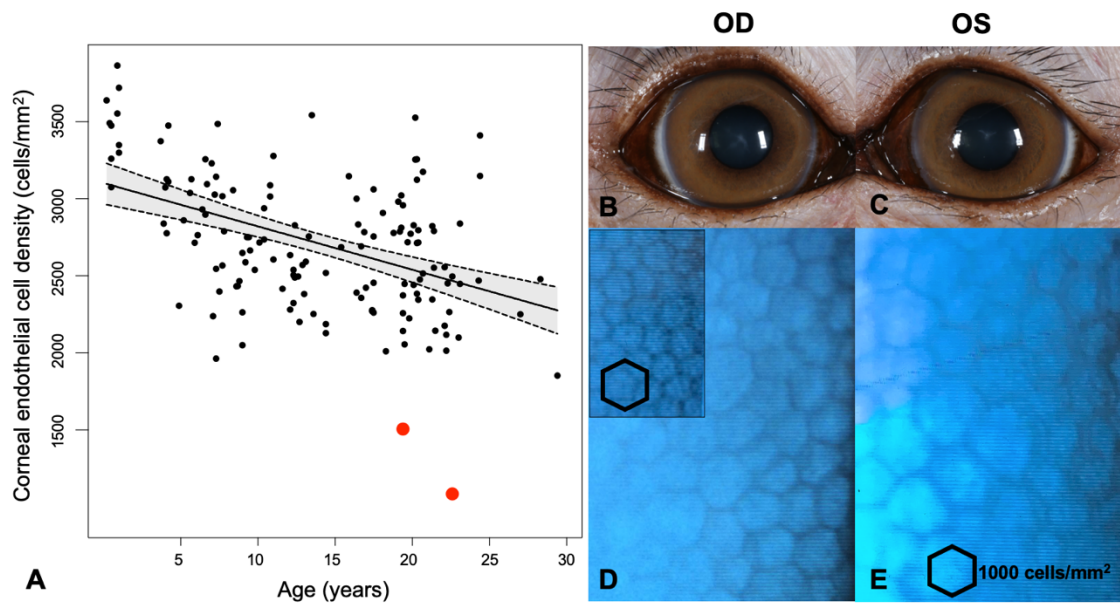 OD
OS
Corneal endothelial cell density (cells/mm²)
3500
3000
2500
2000
1500
5
10
15
20
25
30
Age (years)
A
B
C
D
E
1000 cells/mm²